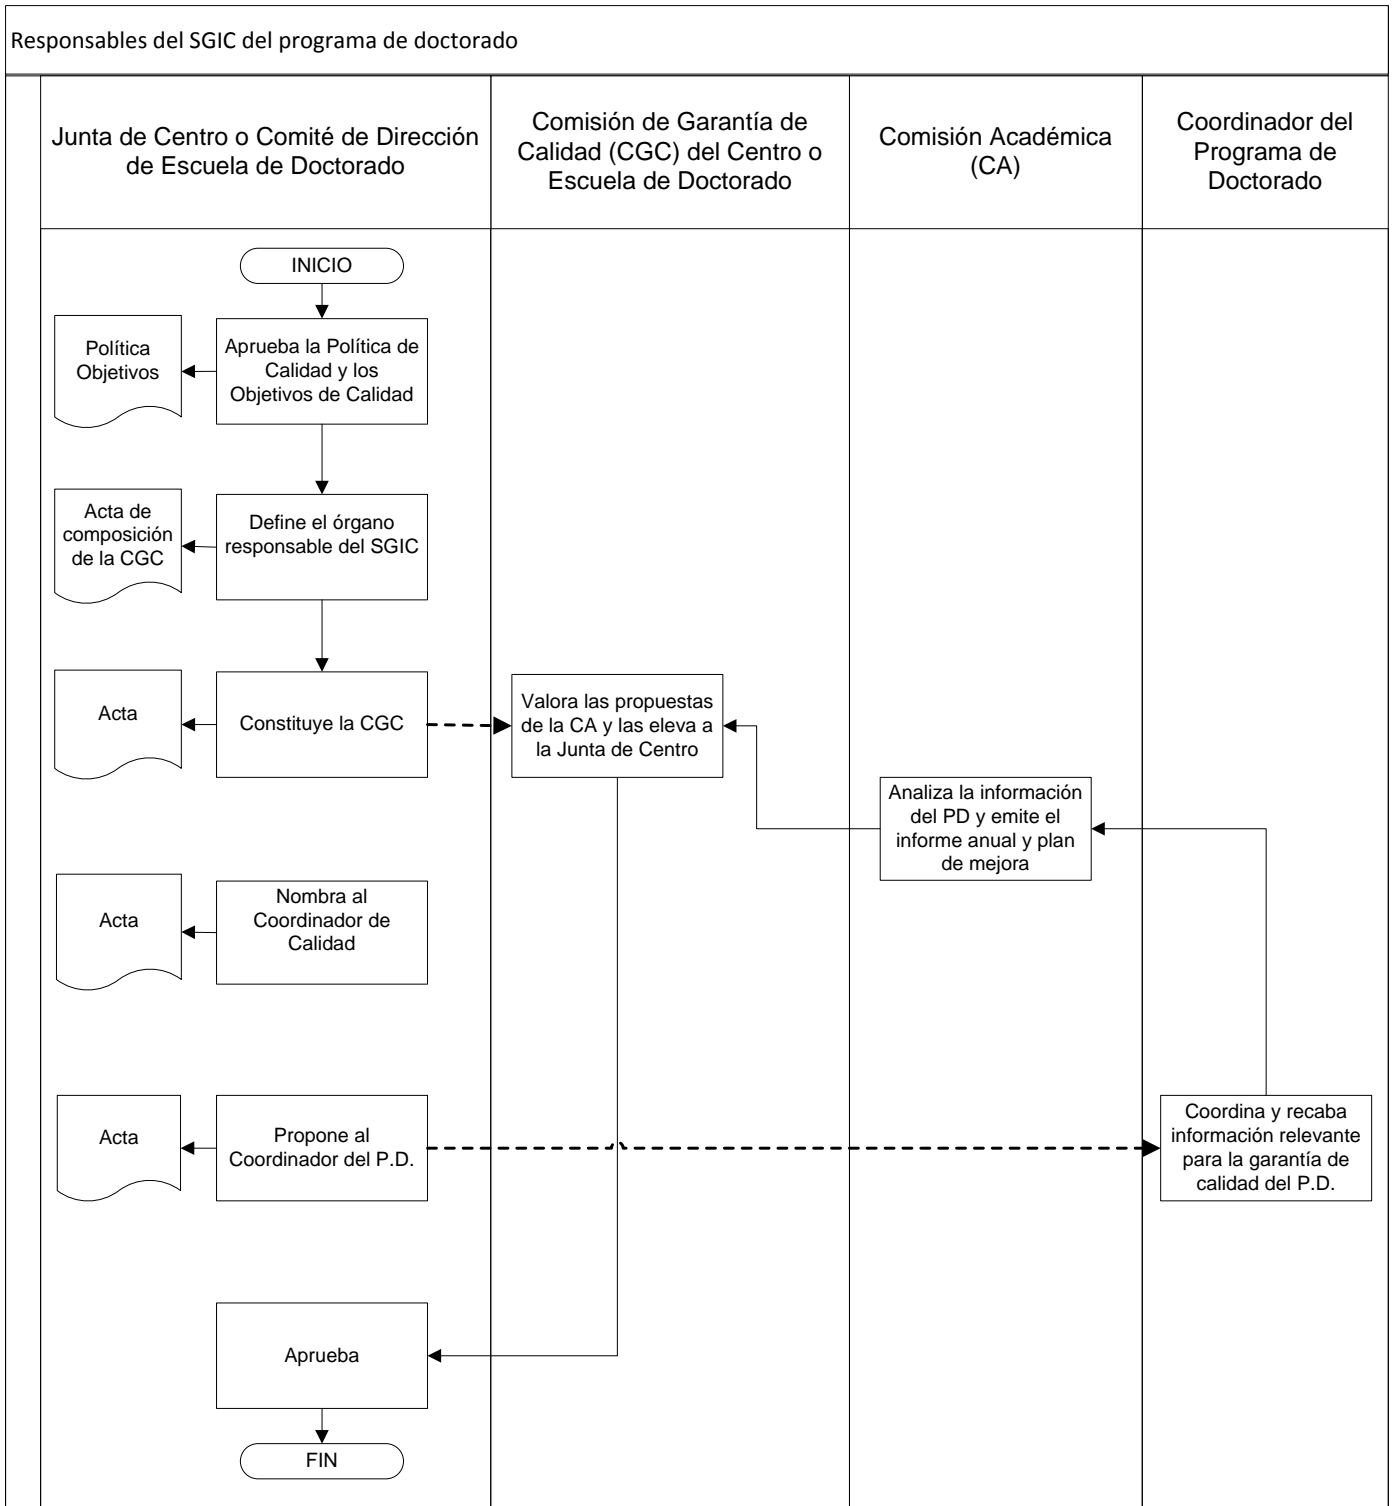 Responsables del SGIC del programa de doctorado
Junta de Centro o Comité de Dirección
de Escuela de Doctorado
Comisión de Garantía de
Calidad (CGC) del Centro o
Escuela de Doctorado
Comisión Académica
(CA)
Coordinador del
Programa de
Doctorado
INICIO
Política
Objetivos
Aprueba la Política de
Calidad y los
Objetivos de Calidad
Acta de
composición
de la CGC
Define el órgano
responsable del SGIC
Acta
Constituye la CGC
Valora las propuestas
de la CA y las eleva a
la Junta de Centro
Analiza la información
del PD y emite el
informe anual y plan
de mejora
Acta
Nombra al
Coordinador de
Calidad
Acta
Propone al
Coordinador del P.D.
Coordina y recaba
información relevante
para la garantía de
calidad del P.D.
Aprueba
FIN